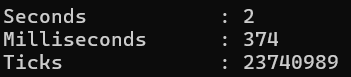 Seconds           : 2
Milliseconds      : 374
Ticks             : 23740989